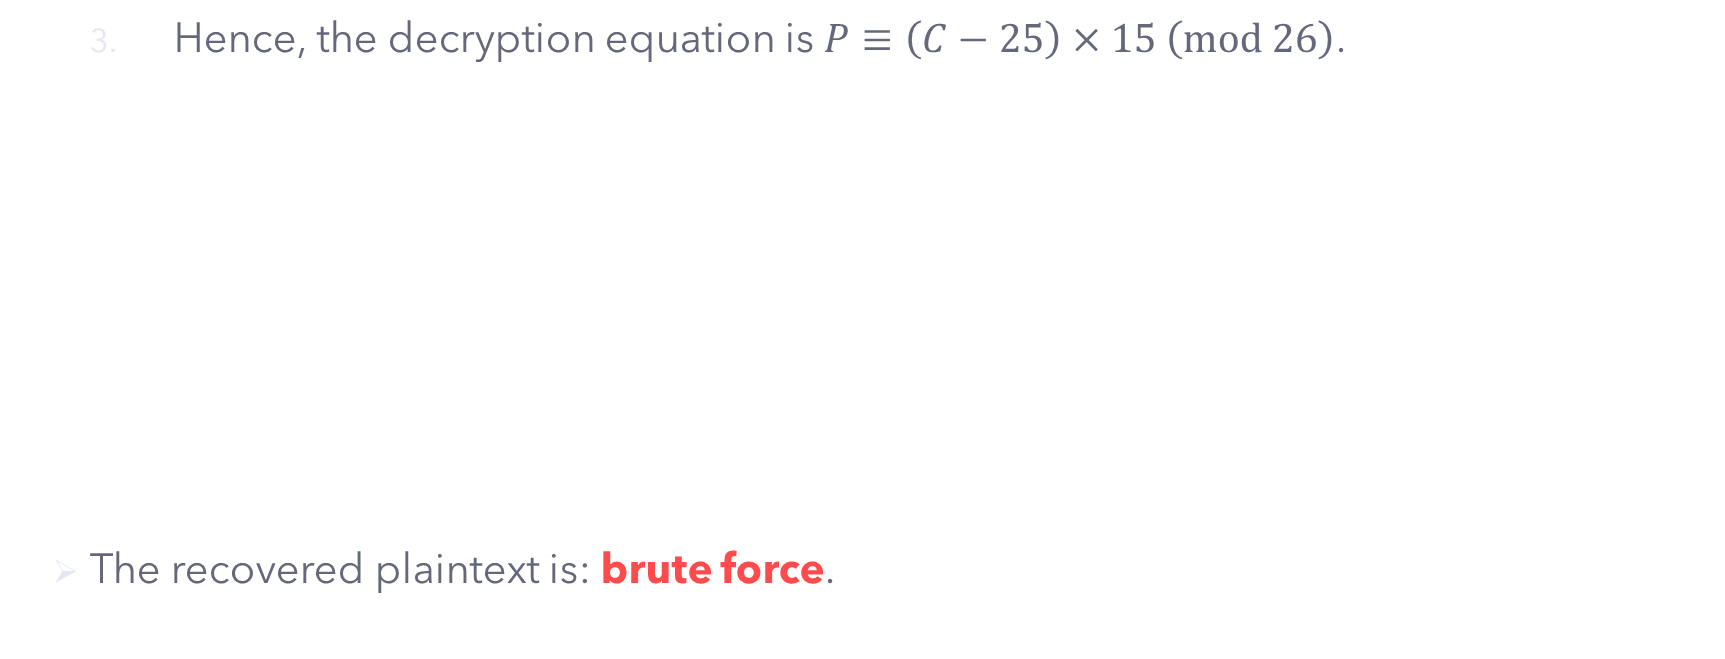 3. Hence, the decryption equation is P ≡ (C − 25) × 15 (mod 26).
➢ The recovered plaintext is: brute force.